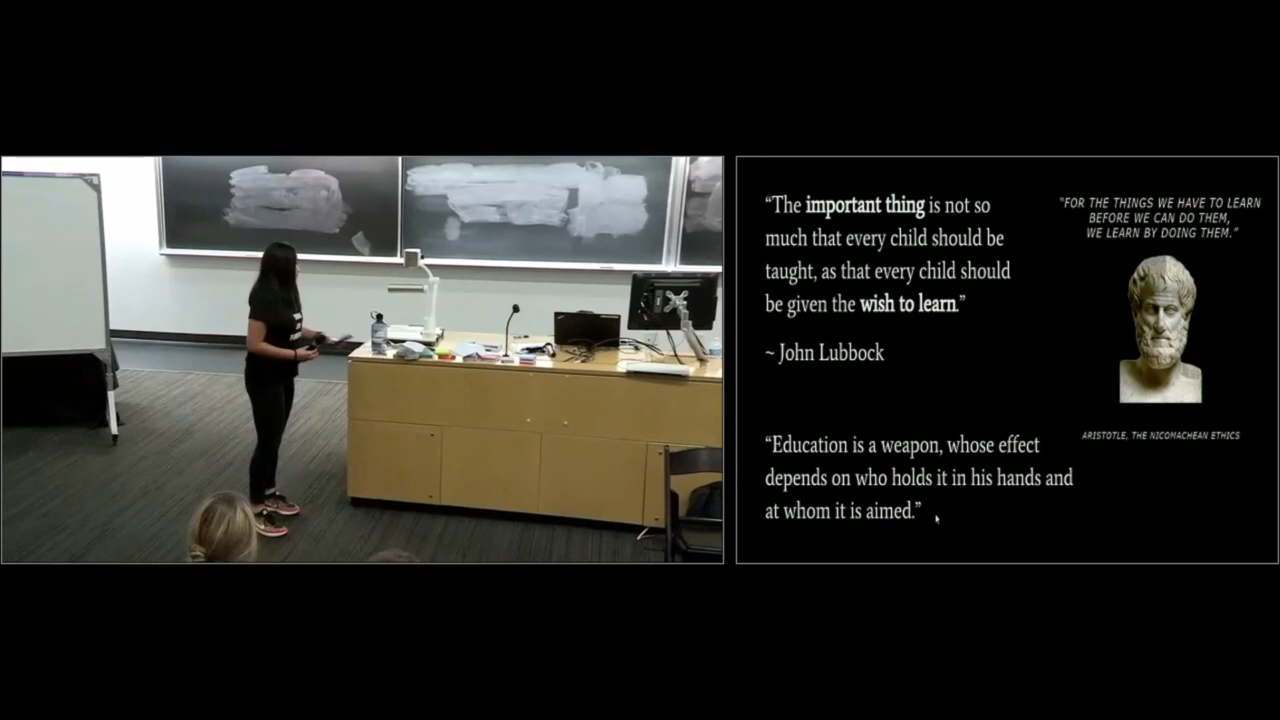 “The important thing is not so
much that every child should be
taught, as that every child should
be given the wish to learn.”
~ John Lubbock
“Education is a weapon, whose effect
depends on who holds it in his hands and
at whom it is aimed.”
“FOR THE THINGS WE HAVE TO LEARN
BEFORE WE CAN DO THEM,
WE LEARN BY DOING THEM.”
ARISTOTLE, THE NICOMACHEAN ETHICS